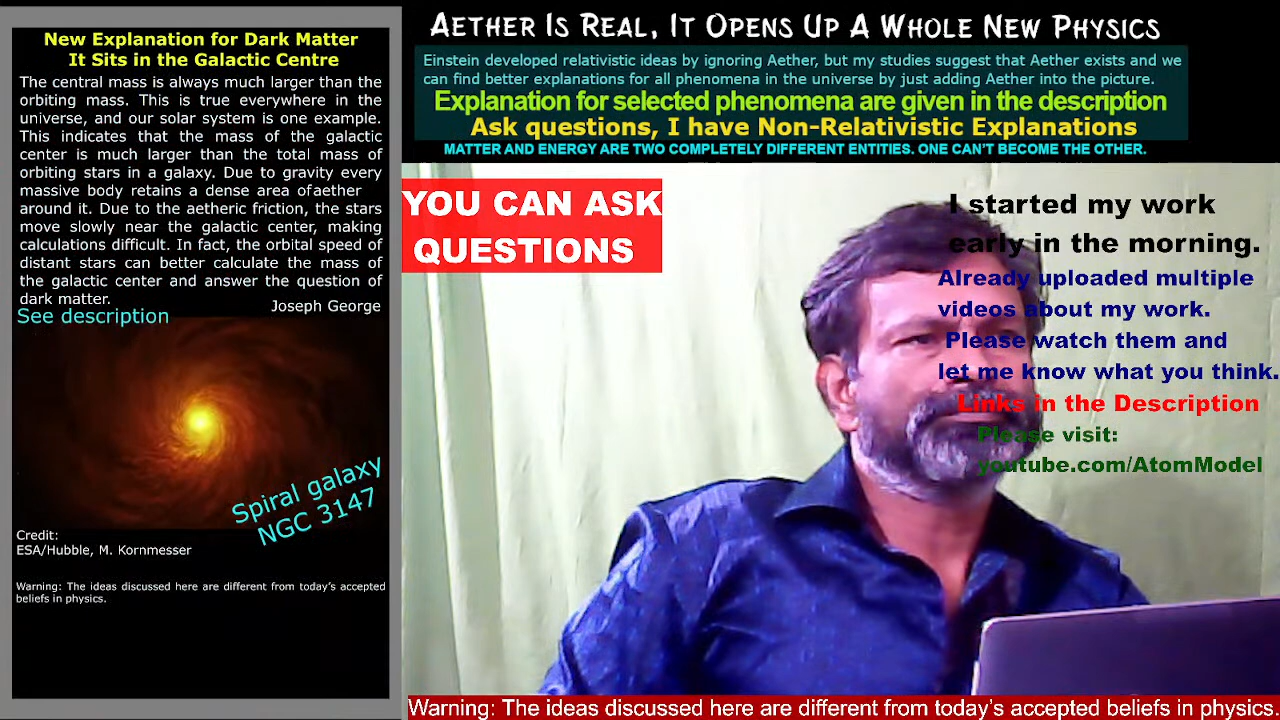 New Explanation for Dark Matter
It Sits in the Galactic Centre
The central mass is always much larger than the
orbiting mass. This is true everywhere in the
universe, and our solar system is one example.
This indicates that the mass of the galactic
center is much larger than the total mass of
orbiting stars in a galaxy. Due to gravity every
massive body retains a dense area ofaether
around it. Due to the aetheric friction, the stars
move slowly near the galactic center, making
calculations difficult. In fact, the orbital speed of
distant stars can better calculate the mass of
the galactic center and answer the question of
dark matter.
Joseph George
See description
Spiral galaxy
NGC 3147
Credit:
ESA/Hubble, M. Kornmesser
Warning: The ideas discussed here are different from today's accepted
beliefs in physics.
Aether Is Real, It Opens Up A Whole New Physics
Einstein developed relativistic ideas by ignoring Aether, but my studies suggest that Aether exists and we
can find better explanations for all phenomena in the universe by just adding Aether into the picture.
Explanation for selected phenomena are given in the description
Ask questions, I have Non-Relativistic Explanations
MATTER AND ENERGY ARE TWO COMPLETELY DIFFERENT ENTITIES. ONE CAN'T BECOME THE OTHER.
YOU CAN ASK
QUESTIONS
I started my work
early in the morning.
Already uploaded multiple
videos about my work.
Please watch them and
let me know what you think.
Links in the Description
Please visit:
youtube.com/AtomModel
Warning: The ideas discussed here are different from today's accepted beliefs in physics.